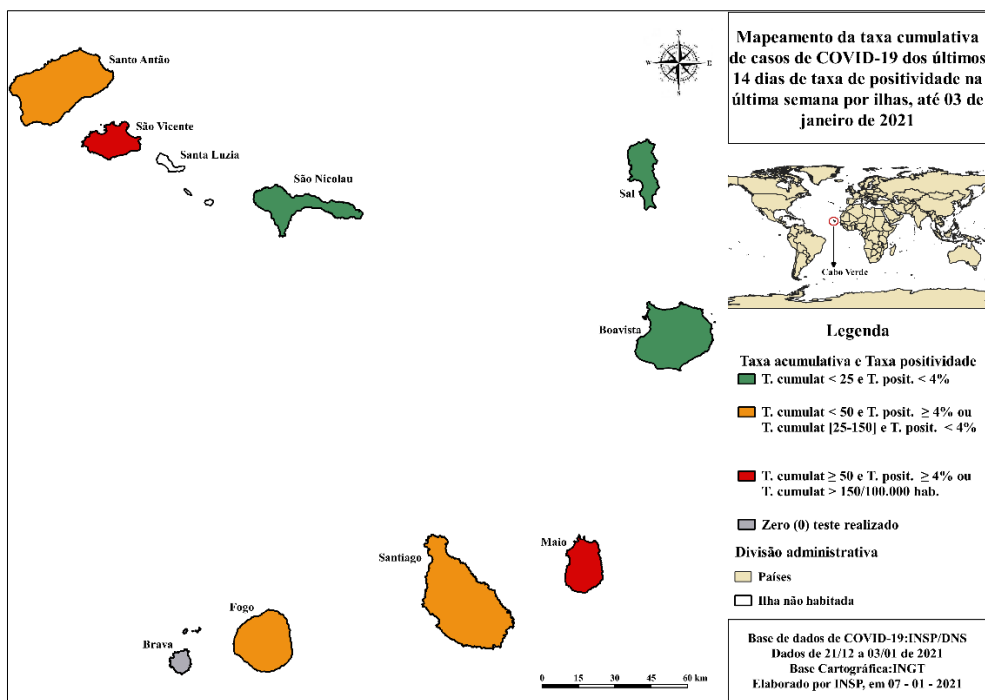 Mapeamento da taxa cumulativa
de casos de COVID-19 dos últimos
14 dias de taxa de positividade na
última semana por ilhas, até 03 de
janeiro de 2021
N
W
E
S
Santo Antão
São Vicente
Santa Luzia
São Nicolau
Sal
Boavista
Cabo Verde
Legenda
Taxa acumulativa e Taxa positividade
T. cumulat < 25 e T. posit. < 4%
T. cumulat < 50 e T. posit. ≥ 4% ou
T. cumulat [25-150] e T. posit. < 4%
T. cumulat ≥ 50 e T. posit. ≥ 4% ou
T. cumulat > 150/100.000 hab.
Zero (0) teste realizado
Divisão administrativa
Países
Ilha não habitada
Maio
Santiago
Fogo
Brava
0 15 30 45 60 km
Base de dados de COVID-19:INSP/DNS
Dados de 21/12 a 03/01 de 2021
Base Cartográfica:INGT
Elaborado por INSP, em 07 - 01 - 2021